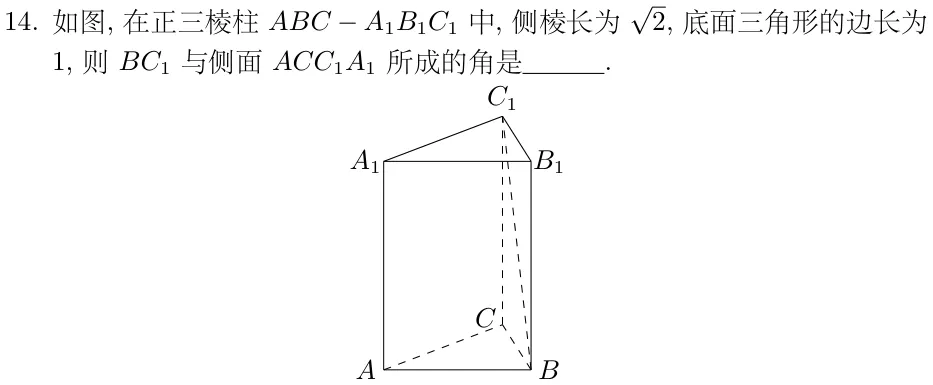 14. 如图, 在正三棱柱 ABC − A₁B₁C₁ 中, 侧棱长为 √2, 底面三角形的边长为
1, 则 BC₁ 与侧面 ACC₁A₁ 所成的角是______.
C₁
A₁
B₁
C
A
B